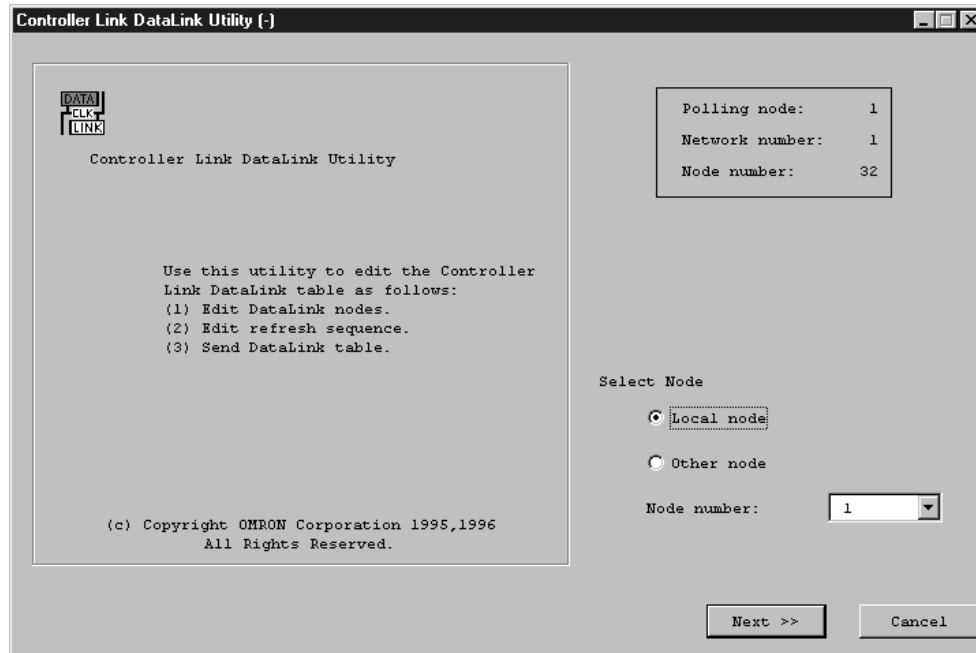 Controller Link DataLink Utility (-)
DATA
CLK
LINK
Controller Link DataLink Utility
Use this utility to edit the Controller
Link DataLink table as follows:
(1) Edit DataLink nodes.
(2) Edit refresh sequence.
(3) Send DataLink table.
(c) Copyright OMRON Corporation 1995,1996
All Rights Reserved.
Polling node: 1
Network number: 1
Node number: 32
Select Node
Local node
Other node
Node number: 1
Next >>
Cancel